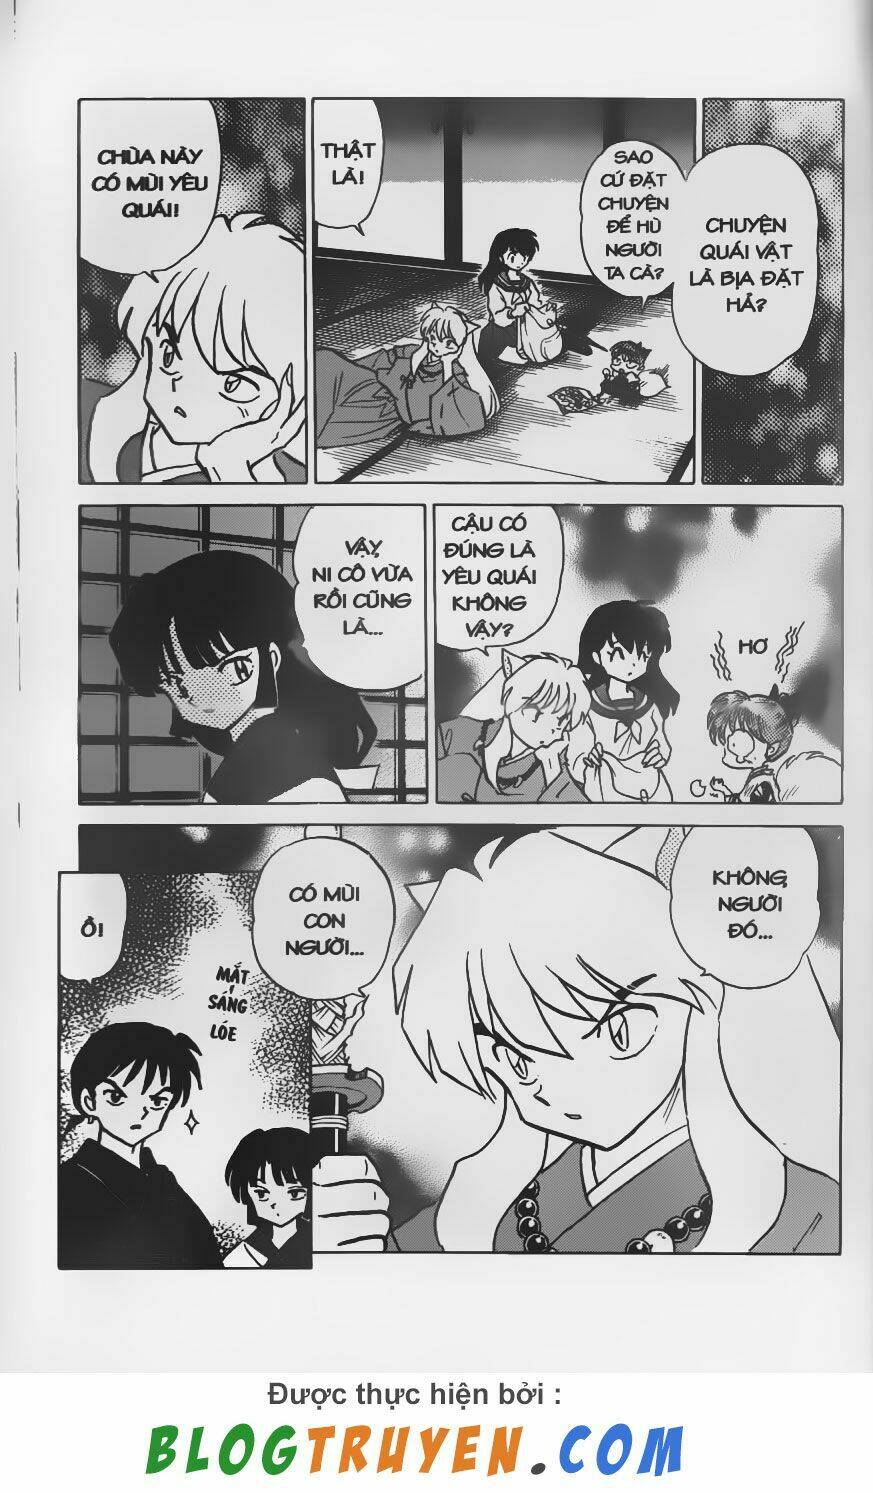 CHUYỆN
QUÁI VẬT
LÀ BỊA ĐẶT
HẢ?
SAO
CỨ ĐẶT
CHUYỆN
ĐỂ HÙ
NGƯỜI
TA CẢ?
THẬT
LÀ!
CHÙA NÀY
CÓ MÙI YÊU
QUÁI!
HƠ
CẬU CÓ
ĐÚNG LÀ
YÊU QUÁI
KHÔNG
VẬY?
VẬY,
NI CÔ VỪA
RỒI CŨNG
LÀ...
KHÔNG,
NGƯỜI
ĐÓ...
CÓ MÙI
CON
NGƯỜI...
MẮT
SÁNG
LÓE
Ồ!
Được thực hiện bởi :
BLOGTRUYEN.COM